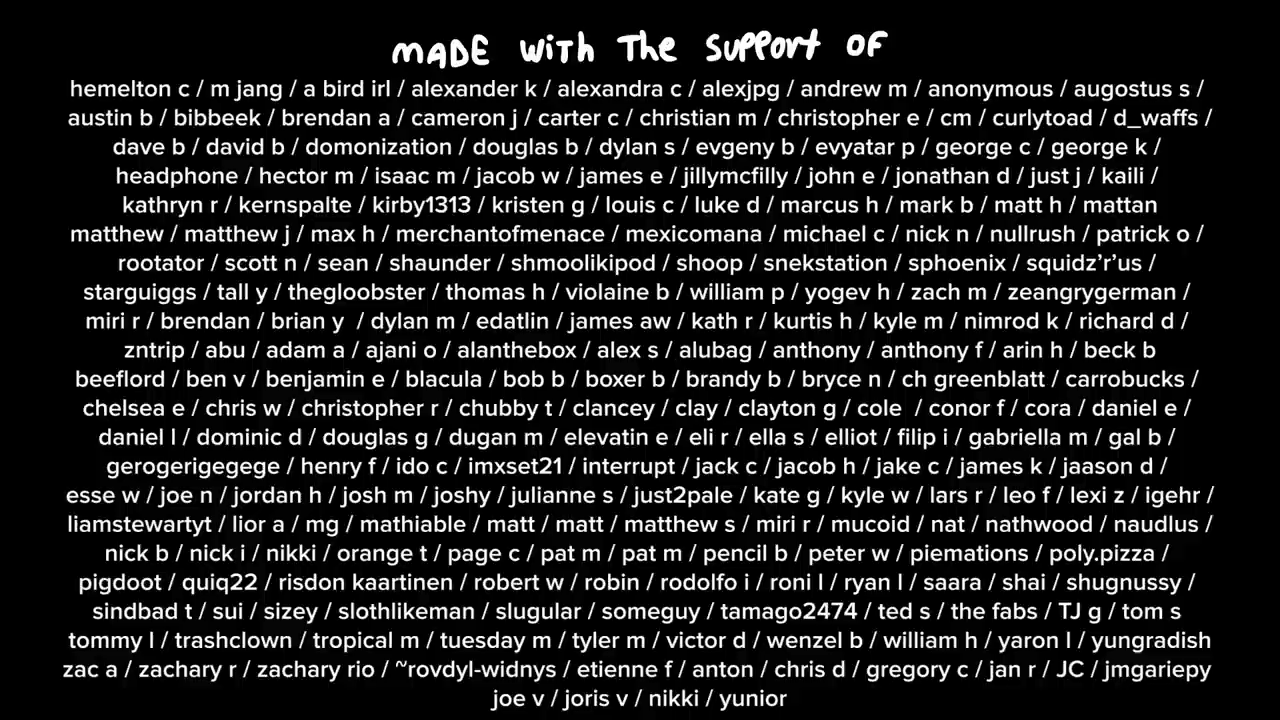 MADE WiTH THe SuppoRT OF
hemelton c / m jang / a bird irl / alexander k / alexandra c / alexjpg / andrew m / anonymous / augostus s /
austin b / bibbeek / brendan a / cameron j / carter c / christian m / christopher e / cm / curlytoad / d_waffs /
dave b / david b / domonization / douglas b / dylan s / evgeny b / evyatar p / george c / george k /
headphone / hector m / isaac m / jacob w / james e / jillymcfilly / john e / jonathan d / just j / kaili /
kathryn r / kernspalte / kirby1313 / kristen g / louis c / luke d / marcus h / mark b / matt h / mattan
matthew / matthew j / max h / merchantofmenace / mexicomana / michael c / nick n / nullrush / patrick o /
rootator / scott n / sean / shaunder / shmoolikipod / shoop / snekstation / sphoenix / squidz’r’us /
starguiggs / tall y / thegloobster / thomas h / violaine b / william p / yogev h / zach m / zeangrygerman /
miri r / brendan / brian y  / dylan m / edatlin / james aw / kath r / kurtis h / kyle m / nimrod k / richard d /
zntrip / abu / adam a / ajani o / alanthebox / alex s / alubag / anthony / anthony f / arin h / beck b
beeflord / ben v / benjamin e / blacula / bob b / boxer b / brandy b / bryce n / ch greenblatt / carrobucks /
chelsea e / chris w / christopher r / chubby t / clancey / clay / clayton g / cole  / conor f / cora / daniel e /
daniel l / dominic d / douglas g / dugan m / elevatin e / eli r / ella s / elliot / filip i / gabriella m / gal b /
gerogerigegege / henry f / ido c / imxset21 / interrupt / jack c / jacob h / jake c / james k / jaason d /
esse w / joe n / jordan h / josh m / joshy / julianne s / just2pale / kate g / kyle w / lars r / leo f / lexi z / igehr /
liamstewartyt / lior a / mg / mathiable / matt / matt / matthew s / miri r / mucoid / nat / nathwood / naudlus /
nick b / nick i / nikki / orange t / page c / pat m / pat m / pencil b / peter w / piemations / poly.pizza /
pigdoot / quiq22 / risdon kaartinen / robert w / robin / rodolfo i / roni l / ryan l / saara / shai / shugnussy /
sindbad t / sui / sizey / slothlikeman / slugular / someguy / tamago2474 / ted s / the fabs / TJ g / tom s
tommy l / trashclown / tropical m / tuesday m / tyler m / victor d / wenzel b / william h / yaron l / yungradish
zac a / zachary r / zachary rio / ~rovdyl-widnys / etienne f / anton / chris d / gregory c / jan r / JC / jmgariepy
joe v / joris v / nikki / yunior